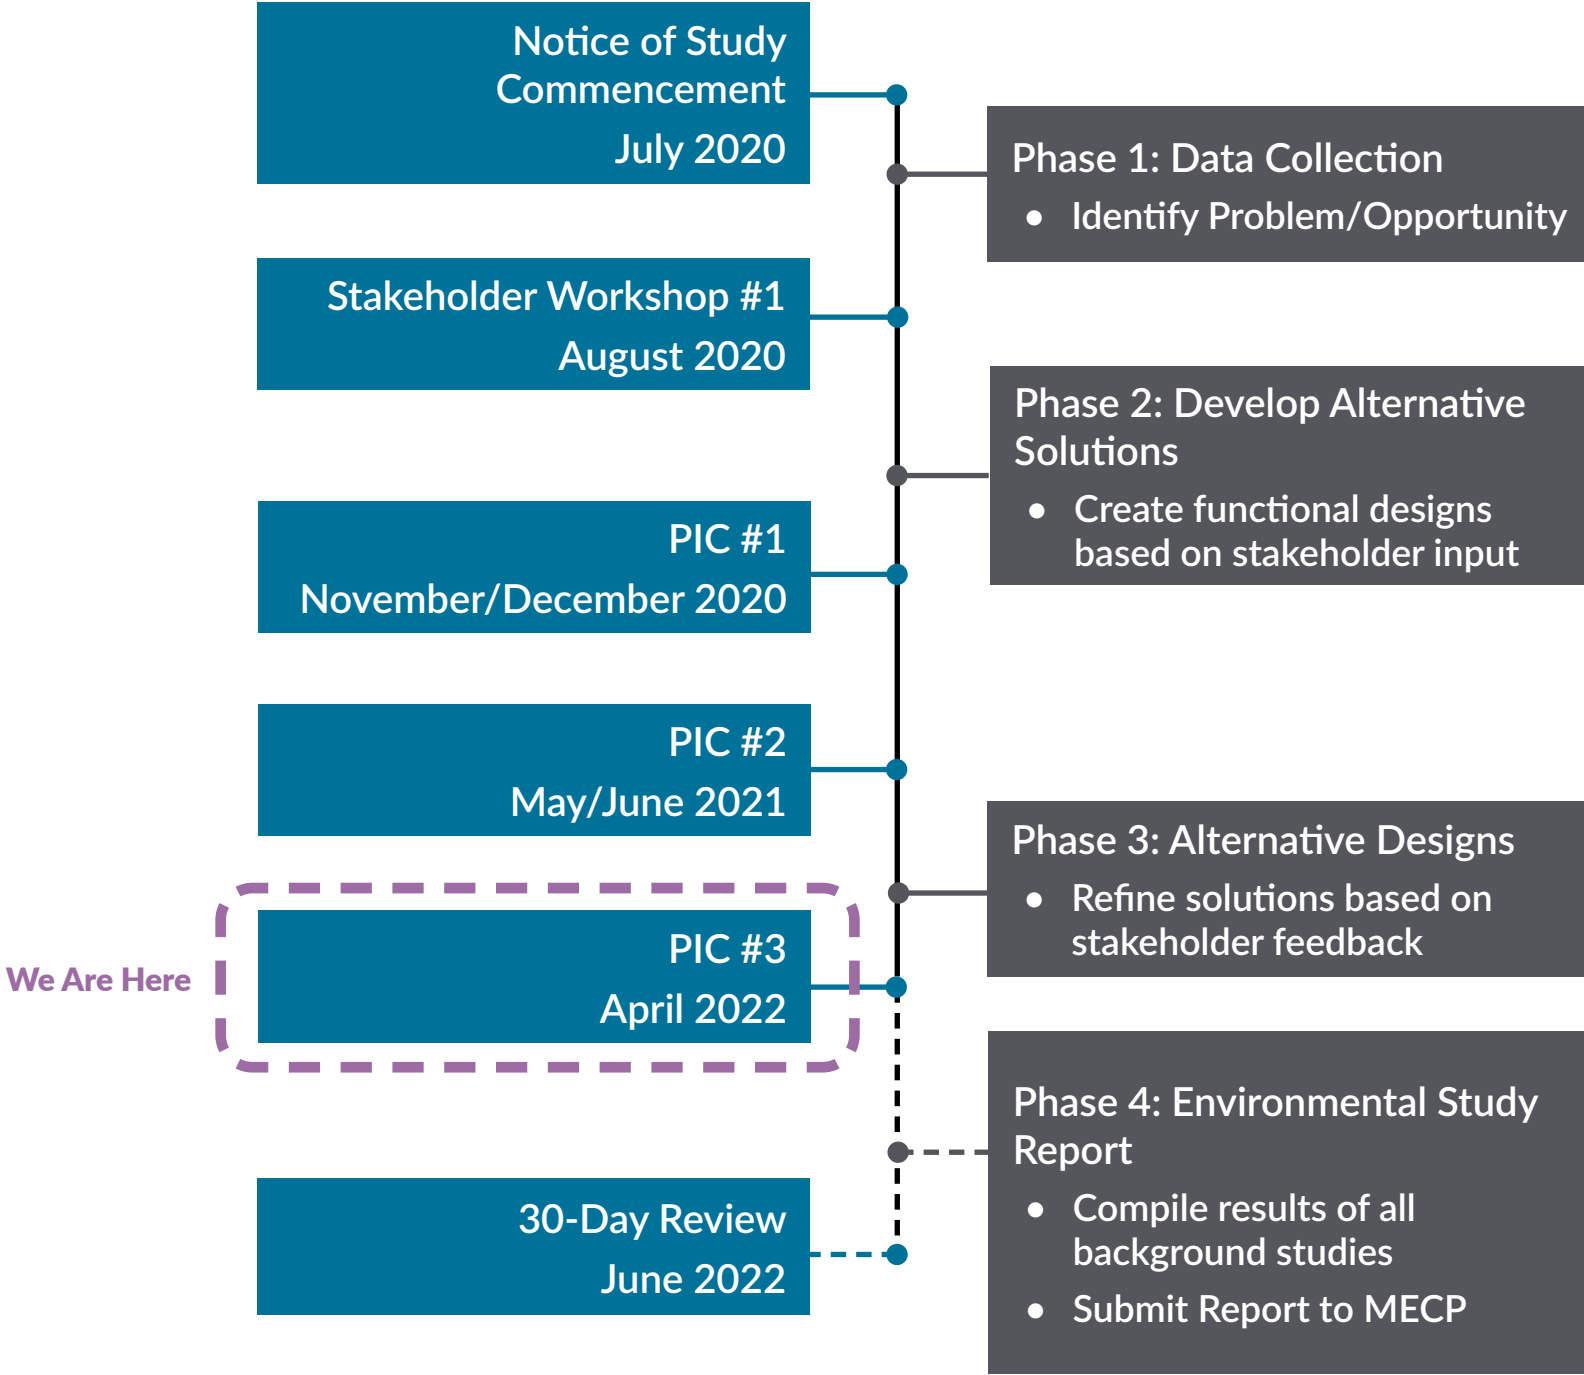 Notice of Study
Commencement
July 2020
Phase 1: Data Collection
● Identify Problem/Opportunity
Stakeholder Workshop #1
August 2020
Phase 2: Develop Alternative
Solutions
● Create functional designs
based on stakeholder input
PIC #1
November/December 2020
PIC #2
May/June 2021
Phase 3: Alternative Designs
● Refine solutions based on
stakeholder feedback
We Are Here
PIC #3
April 2022
Phase 4: Environmental Study
Report
● Compile results of all
background studies
● Submit Report to MECP
30-Day Review
June 2022